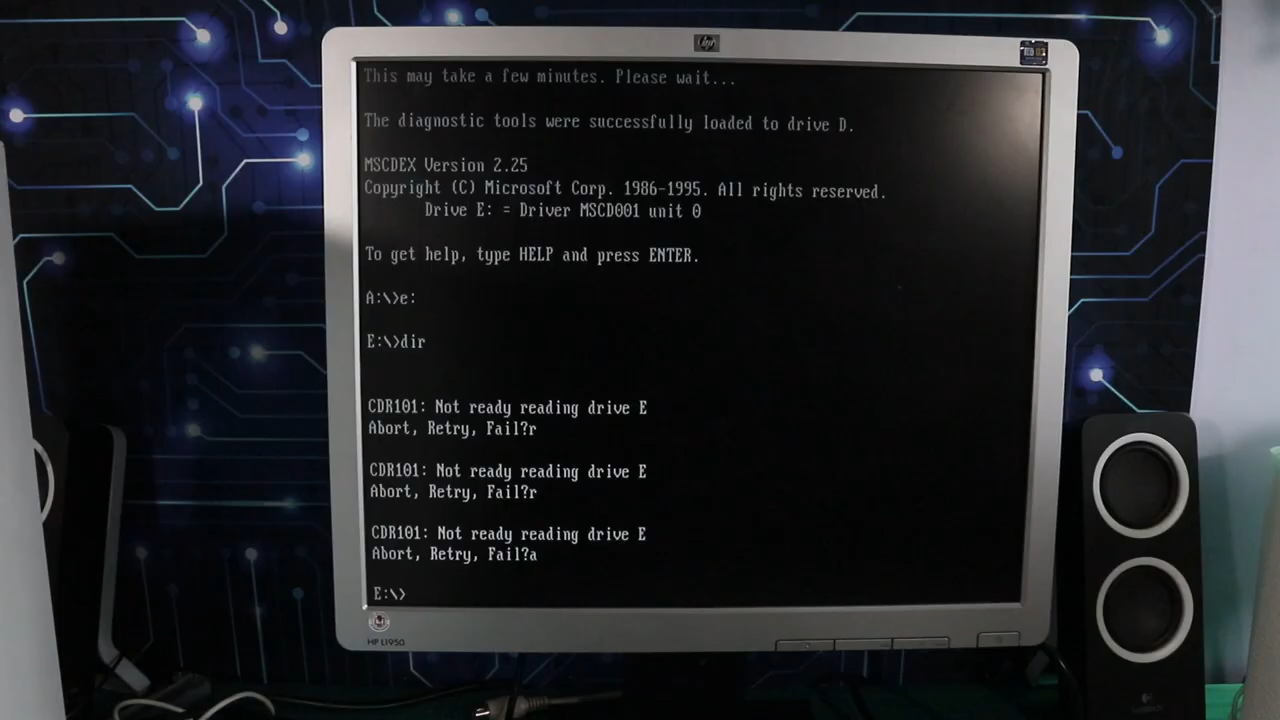 hp
This may take a few minutes. Please wait...
The diagnostic tools were successfully loaded to drive D.
MSCDEX Version 2.25
Copyright (C) Microsoft Corp. 1986-1995. All rights reserved.
Drive E: = Driver MSCD001 unit 0
To get help, type HELP and press ENTER.
A:\>e:
E:\>dir
CDR101: Not ready reading drive E
Abort, Retry, Fail?r
CDR101: Not ready reading drive E
Abort, Retry, Fail?r
CDR101: Not ready reading drive E
Abort, Retry, Fail?a
E:\>
HP L1950